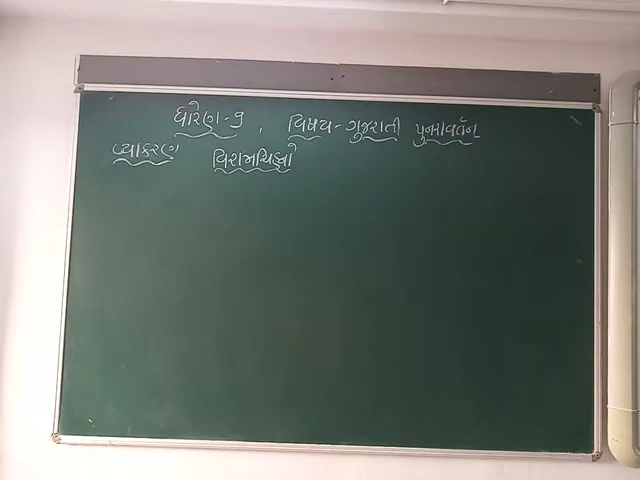 ધોરણ-૭, વિષય-ગુજરાતી પુનરાવર્તન
વ્યાકરણ વિરામચિહ્નો